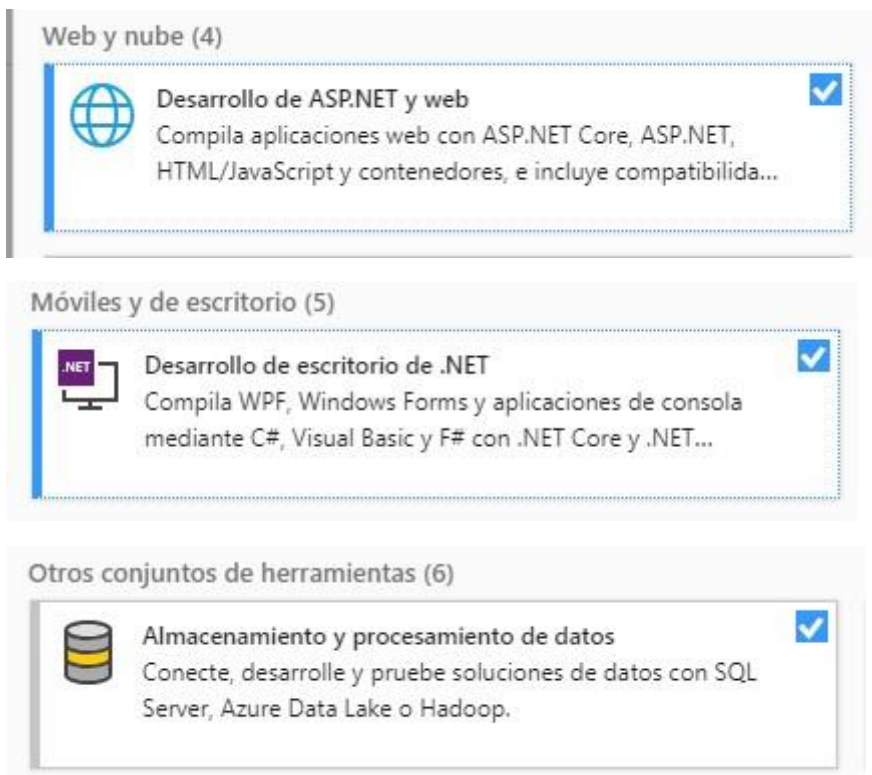 Web y nube (4)
Desarrollo de ASP.NET y web
Compila aplicaciones web con ASP.NET Core, ASP.NET,
HTML/JavaScript y contenedores, e incluye compatibilida...
Móviles y de escritorio (5)
.NET
Desarrollo de escritorio de .NET
Compila WPF, Windows Forms y aplicaciones de consola
mediante C#, Visual Basic y F# con .NET Core y .NET...
Otros conjuntos de herramientas (6)
Almacenamiento y procesamiento de datos
Conecte, desarrolle y pruebe soluciones de datos con SQL
Server, Azure Data Lake o Hadoop.